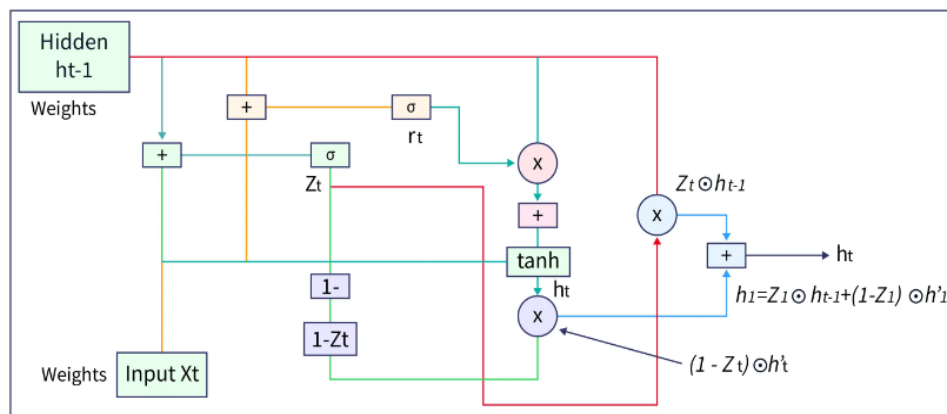 Hidden
ht-1
Weights
+
σ
rt
+
σ
Zt
x
Zt⊙ht-1
x
+
+
ht
tanh
1-
ht
h1=Z1⊙ht-1+(1-Z1) ⊙h'1
x
1-Zt
(1 - Zt)⊙h't
Weights
Input Xt